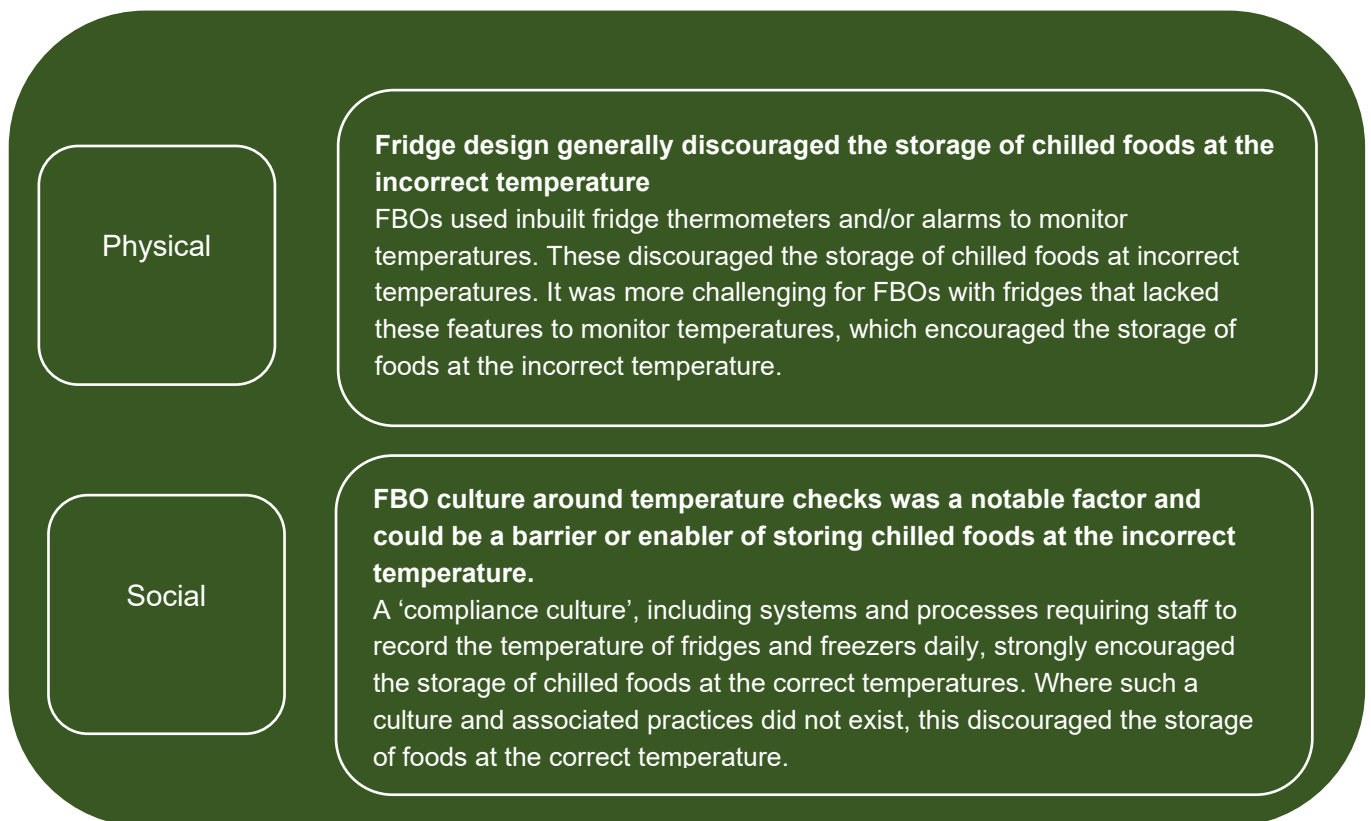 Physical
Fridge design generally discouraged the storage of chilled foods at the
incorrect temperature
FBOs used inbuilt fridge thermometers and/or alarms to monitor
temperatures. These discouraged the storage of chilled foods at incorrect
temperatures. It was more challenging for FBOs with fridges that lacked
these features to monitor temperatures, which encouraged the storage of
foods at the incorrect temperature.
Social
FBO culture around temperature checks was a notable factor and
could be a barrier or enabler of storing chilled foods at the incorrect
temperature.
A ‘compliance culture’, including systems and processes requiring staff to
record the temperature of fridges and freezers daily, strongly encouraged
the storage of chilled foods at the correct temperatures. Where such a
culture and associated practices did not exist, this discouraged the storage
of foods at the correct temperature.